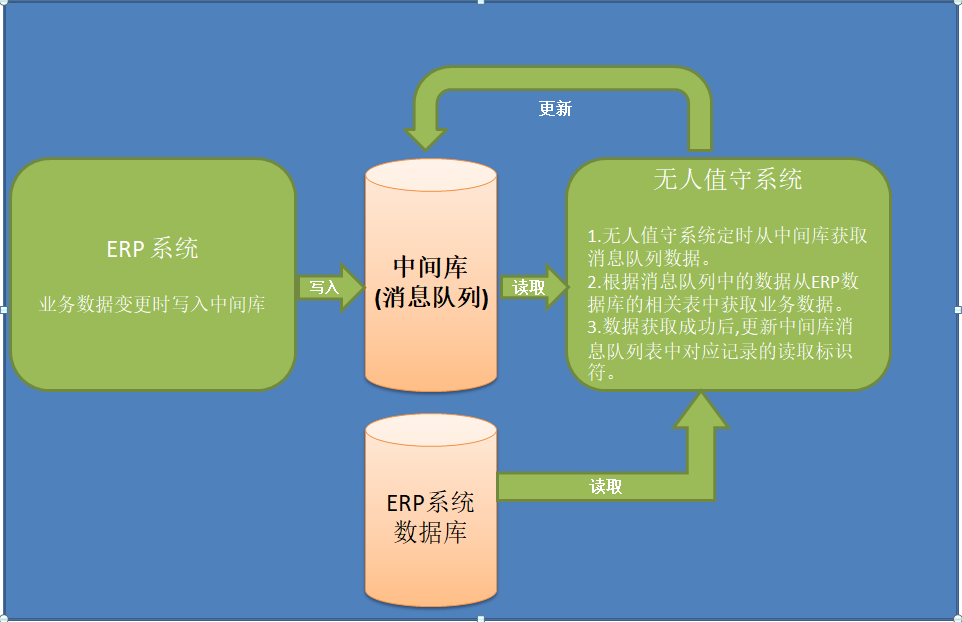 更新
ERP 系统
业务数据变更时写入中间库
写入
中间库
(消息队列)
读取
无人值守系统
1.无人值守系统定时从中间库获取
消息队列数据。
2.根据消息队列中的数据从ERP数
据库的相关表中获取业务数据。
3.数据获取成功后,更新中间库消
息队列表中对应记录的读取标识
符。
ERP系统
数据库
读取